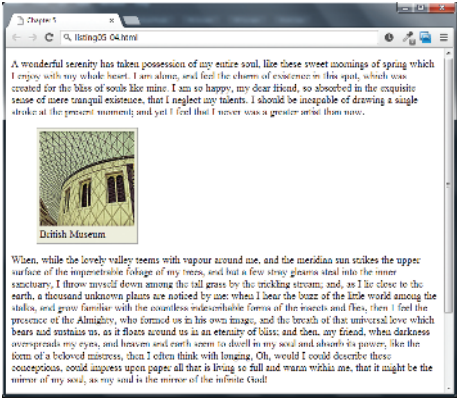 Chapter 5
listing05-04.html
A wonderful serenity has taken possession of my entire soul, like these sweet mornings of spring which
I enjoy with my whole heart. I am alone, and feel the charm of existence in this spot, which was
created for the bliss of souls like mine. I am so happy, my dear friend, so absorbed in the exquisite
sense of mere tranquil existence, that I neglect my talents. I should be incapable of drawing a single
stroke at the present moment; and yet I feel that I never was a greater artist than now.
British Museum
When, while the lovely valley teems with vapour around me, and the meridian sun strikes the upper
surface of the impenetrable foliage of my trees, and but a few stray gleams steal into the inner
sanctuary, I throw myself down among the tall grass by the trickling stream; and, as I lie close to the
earth, a thousand unknown plants are noticed by me: when I hear the buzz of the little world among the
stalks, and grow familiar with the countless indescribable forms of the insects and flies, then I feel the
presence of the Almighty, who formed us in his own image, and the breath of that universal love which
bears and sustains us, as it floats around us in an eternity of bliss; and then, my friend, when darkness
overspreads my eyes, and heaven and earth seem to dwell in my soul and absorb its power, like the
form of a beloved mistress, then I often think with longing, Oh, would I could describe these
conceptions, could impress upon paper all that is living so full and warm within me, that it might be the
mirror of my soul, as my soul is the mirror of the infinite God!